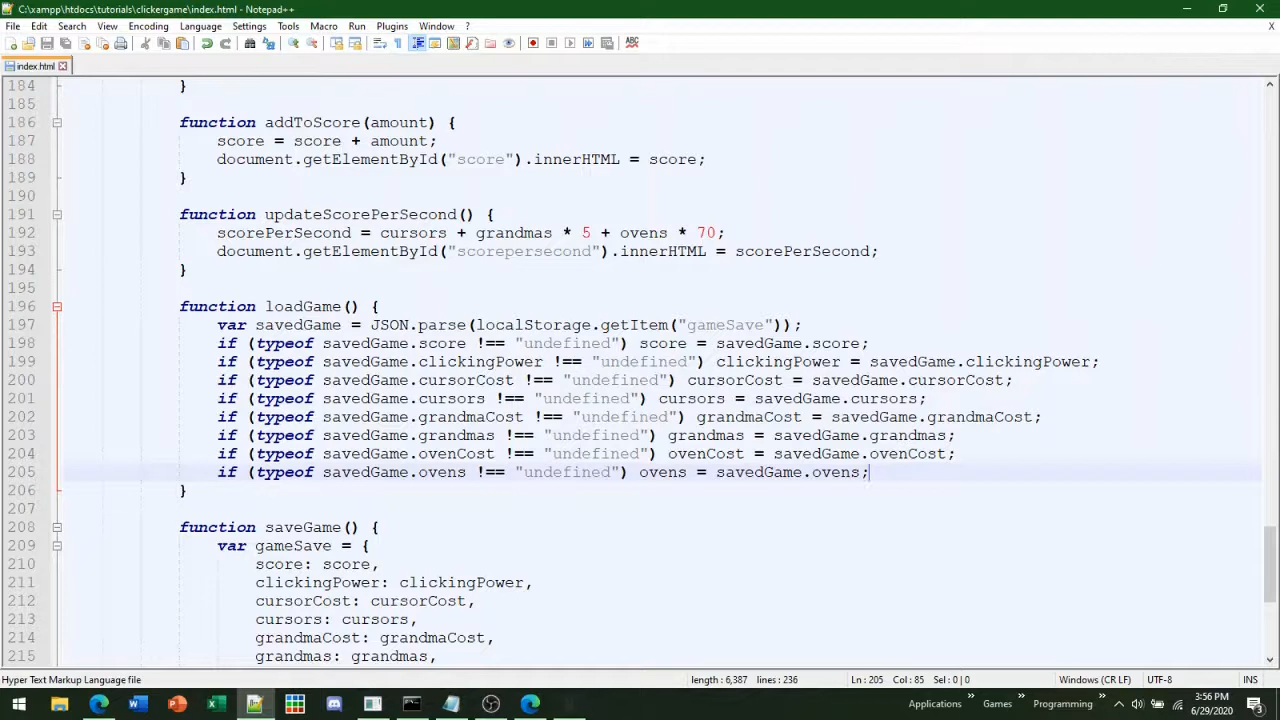 C:\xampp\htdocs\tutorials\clickergame\index.html - Notepad++
File Edit Search View Encoding Language Settings Tools Macro Run Plugins Window ? X
ABC
index.html
184 }
185
186 function addToScore(amount) {
187 score = score + amount;
188 document.getElementById("score").innerHTML = score;
189 }
190
191 function updateScorePerSecond() {
192 scorePerSecond = cursors + grandmas * 5 + ovens * 70;
193 document.getElementById("scorepersecond").innerHTML = scorePerSecond;
194 }
195
196 function loadGame() {
197 var savedGame = JSON.parse(localStorage.getItem("gameSave"));
198 if (typeof savedGame.score !== "undefined") score = savedGame.score;
199 if (typeof savedGame.clickingPower !== "undefined") clickingPower = savedGame.clickingPower;
200 if (typeof savedGame.cursorCost !== "undefined") cursorCost = savedGame.cursorCost;
201 if (typeof savedGame.cursors !== "undefined") cursors = savedGame.cursors;
202 if (typeof savedGame.grandmaCost !== "undefined") grandmaCost = savedGame.grandmaCost;
203 if (typeof savedGame.grandmas !== "undefined") grandmas = savedGame.grandmas;
204 if (typeof savedGame.ovenCost !== "undefined") ovenCost = savedGame.ovenCost;
205 if (typeof savedGame.ovens !== "undefined") ovens = savedGame.ovens;
206 }
207
208 function saveGame() {
209 var gameSave = {
210 score: score,
211 clickingPower: clickingPower,
212 cursorCost: cursorCost,
213 cursors: cursors,
214 grandmaCost: grandmaCost,
215 grandmas: grandmas,
Hyper Text Markup Language file length : 6,387 lines : 236 Ln : 205 Col : 85 Sel : 0 | 0 Windows (CR LF) UTF-8 INS
Applications » Games » Programming » 3:56 PM
6/29/2020
3